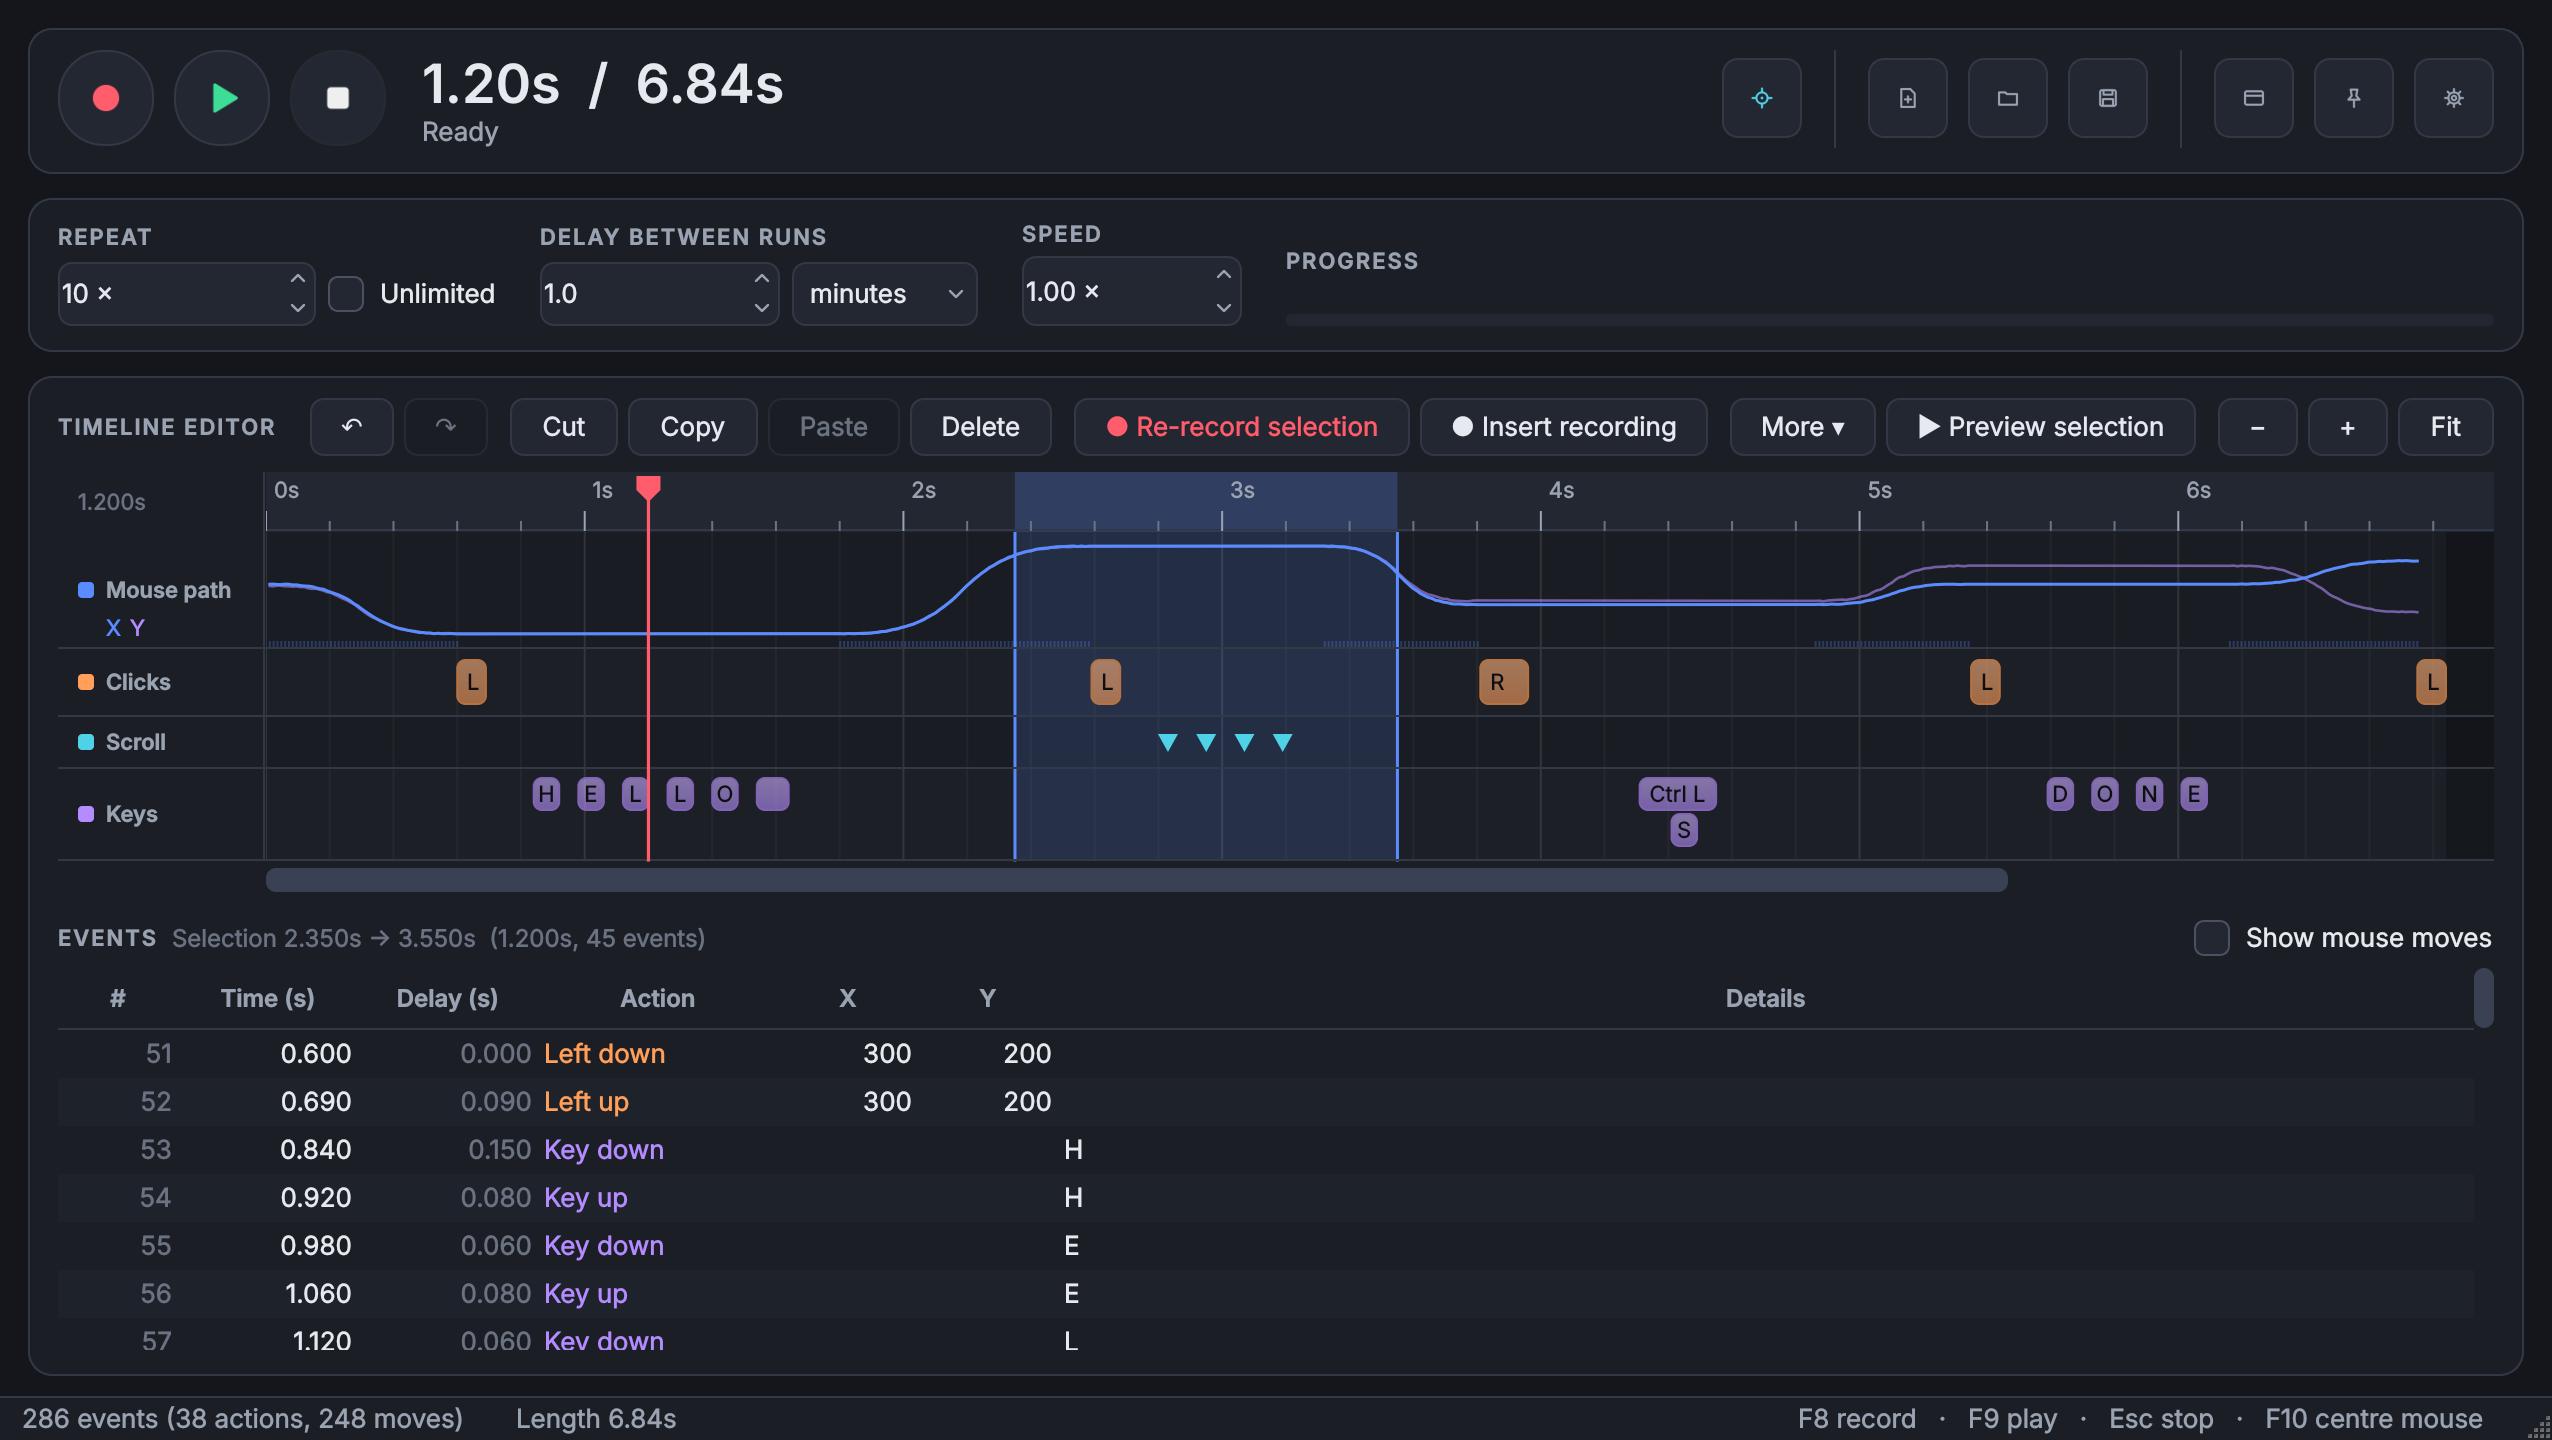 1.20s / 6.84s
Ready
REPEAT
10 ×
Unlimited
DELAY BETWEEN RUNS
1.0
minutes
SPEED
1.00 ×
PROGRESS
TIMELINE EDITOR
Cut
Copy
Paste
Delete
Re-record selection
Insert recording
More ▾
Preview selection
−
+
Fit
1.200s
0s 1s 2s 3s 4s 5s 6s
Mouse path
X Y
Clicks
L L R L L
Scroll
Keys
H E L L O Ctrl L D O N E
S
EVENTS Selection 2.350s → 3.550s (1.200s, 45 events)
Show mouse moves
# Time (s) Delay (s) Action X Y Details
51 0.600 0.000 Left down 300 200
52 0.690 0.090 Left up 300 200
53 0.840 0.150 Key down H
54 0.920 0.080 Key up H
55 0.980 0.060 Key down E
56 1.060 0.080 Key up E
57 1.120 0.060 Key down L
286 events (38 actions, 248 moves) Length 6.84s
F8 record · F9 play · Esc stop · F10 centre mouse